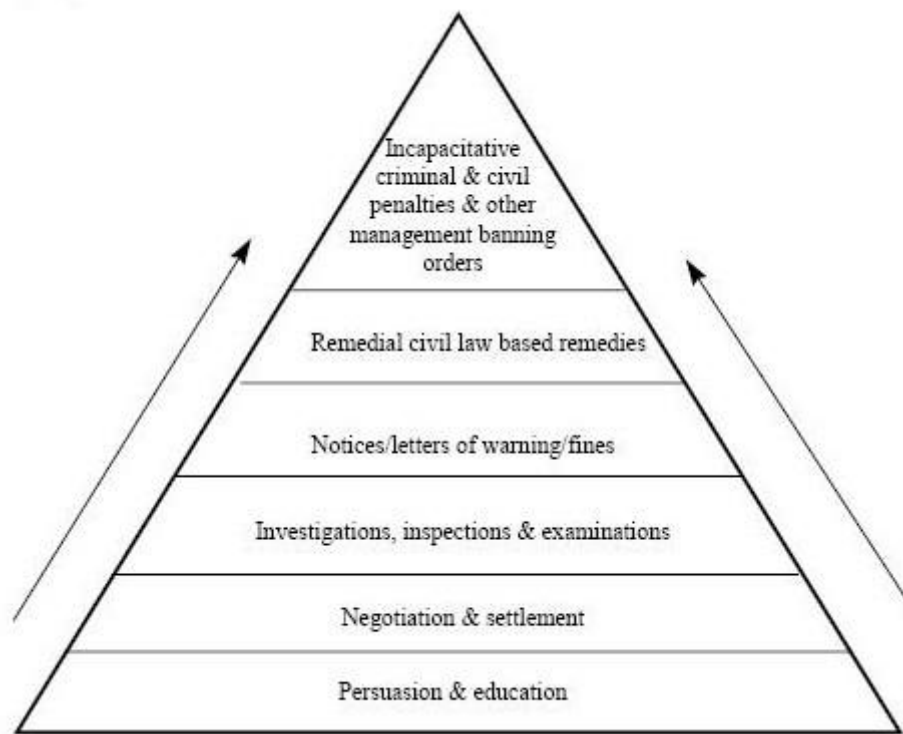 Incapacitative
criminal & civil
penalties & other
management banning
orders
Remedial civil law based remedies
Notices/letters of warning/fines
Investigations, inspections & examinations
Negotiation & settlement
Persuasion & education